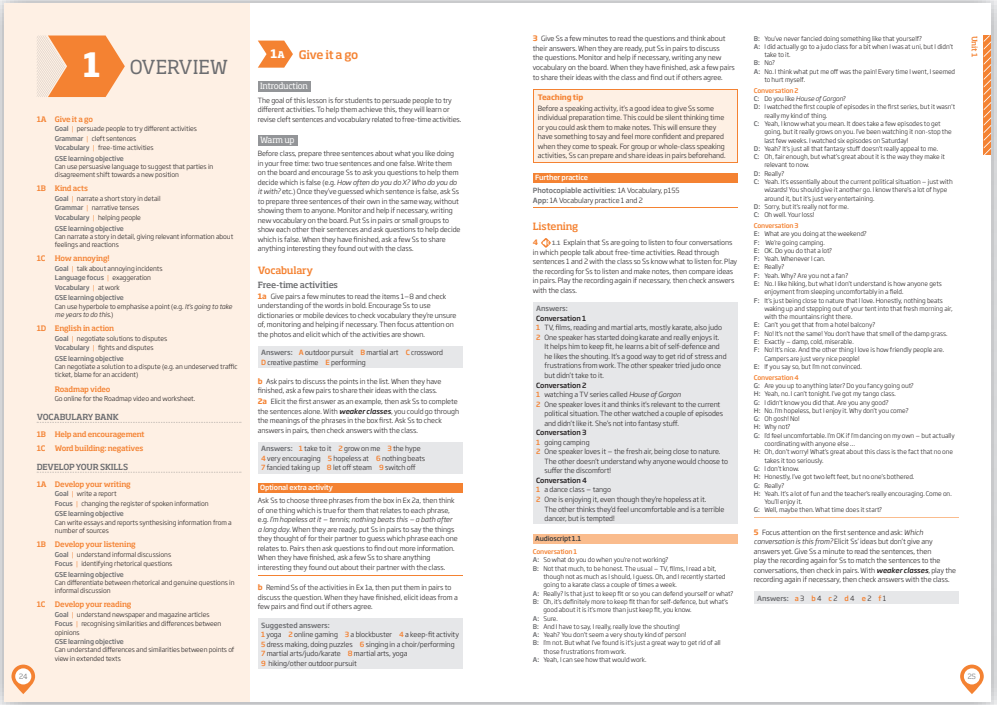 1
OVERVIEW
1A Give it a go
Goal | persuade people to try different activities
Grammar | cleft sentences
Vocabulary | free-time activities
GSE learning objective
Can use persuasive language to suggest that parties in
disagreement shift towards a new position
1B Kind acts
Goal | narrate a short story in detail
Grammar | narrative tenses
Vocabulary | helping people
GSE learning objective
Can narrate a story in detail, giving relevant information about
feelings and reactions
1C How annoying!
Goal | talk about annoying incidents
Language focus | exaggeration
Vocabulary | at work
GSE learning objective
Can use hyperbole to emphasise a point (e.g. It's going to take
me years to do this.)
1D English in action
Goal | negotiate solutions to disputes
Vocabulary | fights and disputes
GSE learning objective
Can negotiate a solution to a dispute (e.g. an undeserved traffic
ticket, blame for an accident)
Roadmap video
Go online for the Roadmap video and worksheet.
VOCABULARY BANK
1B Help and encouragement
1C Word building: negatives
DEVELOP YOUR SKILLS
1A Develop your writing
Goal | write a report
Focus | changing the register of spoken information
GSE learning objective
Can write essays and reports synthesising information from a
number of sources
1B Develop your listening
Goal | understand informal discussions
Focus | identifying rhetorical questions
GSE learning objective
Can differentiate between rhetorical and genuine questions in
informal discussion
1C Develop your reading
Goal | understand newspaper and magazine articles
Focus | recognising similarities and differences between
opinions
GSE learning objective
Can understand differences and similarities between points of
view in extended texts
24
1A Give it a go
Introduction
The goal of this lesson is for students to persuade people to try
different activities. To help them achieve this, they will learn or
revise cleft sentences and vocabulary related to free-time activities.
Warm up
Before class, prepare three sentences about what you like doing
in your free time: two true sentences and one false. Write them
on the board and encourage Ss to ask you questions to help them
decide which is false (e.g. How often do you do X? Who do you do
it with? etc.) Once they've guessed which sentence is false, ask Ss
to prepare three sentences of their own in the same way, without
showing them to anyone. Monitor and help if necessary, writing
new vocabulary on the board. Put Ss in pairs or small groups to
show each other their sentences and ask questions to help decide
which is false. When they have finished, ask a few Ss to share
anything interesting they found out with the class.
Vocabulary
Free-time activities
1a Give pairs a few minutes to read the items 1–8 and check
understanding of the words in bold. Encourage Ss to use
dictionaries or mobile devices to check vocabulary they're unsure
of, monitoring and helping if necessary. Then focus attention on
the photos and elicit which of the activities are shown.
Answers: A outdoor pursuit B martial art C crossword
D creative pastime E performing
b Ask pairs to discuss the points in the list. When they have
finished, ask a few pairs to share their ideas with the class.
2a Elicit the first answer as an example, then ask Ss to complete
the sentences alone. With weaker classes, you could go through
the meanings of the phrases in the box first. Ask Ss to check
answers in pairs, then check answers with the class.
Answers: 1 take to it 2 grow on me 3 the hype
4 very encouraging 5 hopeless at 6 nothing beats
7 fancied taking up 8 let off steam 9 switch off
Optional extra activity
Ask Ss to choose three phrases from the box in Ex 2a, then think
of one thing which is true for them that relates to each phrase,
e.g. I'm hopeless at it – tennis; nothing beats this – a bath after
a long day. When they are ready, put Ss in pairs to say the things
they thought of for their partner to guess which phrase each one
relates to. Pairs then ask questions to find out more information.
When they have finished, ask a few Ss to share anything
interesting they found out about their partner with the class.
b Remind Ss of the activities in Ex 1a, then put them in pairs to
discuss the question. When they have finished, elicit ideas from a
few pairs and find out if others agree.
Suggested answers:
1 yoga 2 online gaming 3 a blockbuster 4 a keep-fit activity
5 dress making, doing puzzles 6 singing in a choir/performing
7 martial arts/judo/karate 8 martial arts, yoga
9 hiking/other outdoor pursuit
3 Give Ss a few minutes to read the questions and think about
their answers. When they are ready, put Ss in pairs to discuss
the questions. Monitor and help if necessary, writing any new
vocabulary on the board. When they have finished, ask a few pairs
to share their ideas with the class and find out if others agree.
Teaching tip
Before a speaking activity, it's a good idea to give Ss some
individual preparation time. This could be silent thinking time
or you could ask them to make notes. This will ensure they
have something to say and feel more confident and prepared
when they come to speak. For group or whole-class speaking
activities, Ss can prepare and share ideas in pairs beforehand.
Further practice
Photocopiable activities: 1A Vocabulary, p155
App: 1A Vocabulary practice 1 and 2
Listening
4 1.1 Explain that Ss are going to listen to four conversations
in which people talk about free-time activities. Read through
sentences 1 and 2 with the class so Ss know what to listen for. Play
the recording for Ss to listen and make notes, then compare ideas
in pairs. Play the recording again if necessary, then check answers
with the class.
Answers:
Conversation 1
1 TV, films, reading and martial arts, mostly karate, also judo
2 One speaker has started doing karate and really enjoys it.
It helps him to keep fit, he learns a bit of self-defence and
he likes the shouting. It's a good way to get rid of stress and
frustrations from work. The other speaker tried judo once
but didn't take to it.
Conversation 2
1 watching a TV series called House of Gorgon
2 One speaker loves it and thinks it's relevant to the current
political situation. The other watched a couple of episodes
and didn't like it. She's not into fantasy stuff.
Conversation 3
1 going camping
2 One speaker loves it – the fresh air, being close to nature.
The other doesn't understand why anyone would choose to
suffer the discomfort!
Conversation 4
1 a dance class – tango
2 One is enjoying it, even though they're hopeless at it.
The other thinks they'd feel uncomfortable and is a terrible
dancer, but is tempted!
Audioscript 1.1
Conversation 1
A: So what do you do when you're not working?
B: Not that much, to be honest. The usual – TV, films, I read a bit,
though not as much as I should, I guess. Oh, and I recently started
going to a karate class a couple of times a week.
A: Really? Is that just to keep fit or so you can defend yourself or what?
B: Oh, it's definitely more to keep fit than for self-defence, but what's
good about it is it's more than just keep fit, you know.
A: Sure.
B: And I have to say, I really, really love the shouting!
A: Yeah? You don't seem a very shouty kind of person!
B: I'm not. But what I've found is it's just a great way to get rid of all
those frustrations from work.
A: Yeah, I can see how that would work.
B: You've never fancied doing something like that yourself?
A: I did actually go to a judo class for a bit when I was at uni, but I didn't
take to it.
B: No?
A: No. I think what put me off was the pain! Every time I went, I seemed
to hurt myself.
Conversation 2
C: Do you like House of Gorgon?
D: I watched the first couple of episodes in the first series, but it wasn't
really my kind of thing.
C: Yeah, I know what you mean. It does take a few episodes to get
going, but it really grows on you. I've been watching it non-stop the
last few weeks. I watched six episodes on Saturday!
D: Yeah? It's just all that fantasy stuff doesn't really appeal to me.
C: Oh, fair enough, but what's great about it is the way they make it
relevant to now.
D: Really?
C: Yeah. It's essentially about the current political situation – just with
wizards! You should give it another go. I know there's a lot of hype
around it, but it's just very entertaining.
D: Sorry, but it's really not for me.
C: Oh well. Your loss!
Conversation 3
E: What are you doing at the weekend?
F: We're going camping.
E: OK. Do you do that a lot?
F: Yeah. Whenever I can.
E: Really?
F: Yeah. Why? Are you not a fan?
E: No. I like hiking, but what I don't understand is how anyone gets
enjoyment from sleeping uncomfortably in a field.
F: It's just being close to nature that I love. Honestly, nothing beats
waking up and stepping out of your tent into that fresh morning air,
with the mountains right there.
E: Can't you get that from a hotel balcony?
F: No! It's not the same! You don't have that smell of the damp grass.
E: Exactly – damp, cold, miserable.
F: No! It's nice. And the other thing I love is how friendly people are.
Campers are just very nice people!
E: If you say so, but I'm not convinced.
Conversation 4
G: Are you up to anything later? Do you fancy going out?
H: Yeah, no, I can't tonight. I've got my tango class.
G: I didn't know you did that. Are you any good?
H: No, I'm hopeless, but I enjoy it. Why don't you come?
G: Oh gosh! No!
H: Why not?
G: I'd feel uncomfortable. I'm OK if I'm dancing on my own – but actually
coordinating with anyone else …
H: Oh, don't worry! What's great about this class is the fact that no one
takes it too seriously.
G: I don't know.
H: Honestly, I've got two left feet, but no one's bothered.
G: Really?
H: Yeah. It's a lot of fun and the teacher's really encouraging. Come on.
You'll enjoy it.
G: Well, maybe then. What time does it start?
5 Focus attention on the first sentence and ask: Which
conversation is this from? Elicit Ss' ideas but don't give any
answers yet. Give Ss a minute to read the sentences, then
play the recording again for Ss to match the sentences to the
conversations, then check in pairs. With weaker classes, play the
recording again if necessary, then check answers with the class.
Answers: a 3 b 4 c 2 d 4 e 2 f 1
Unit 1
25